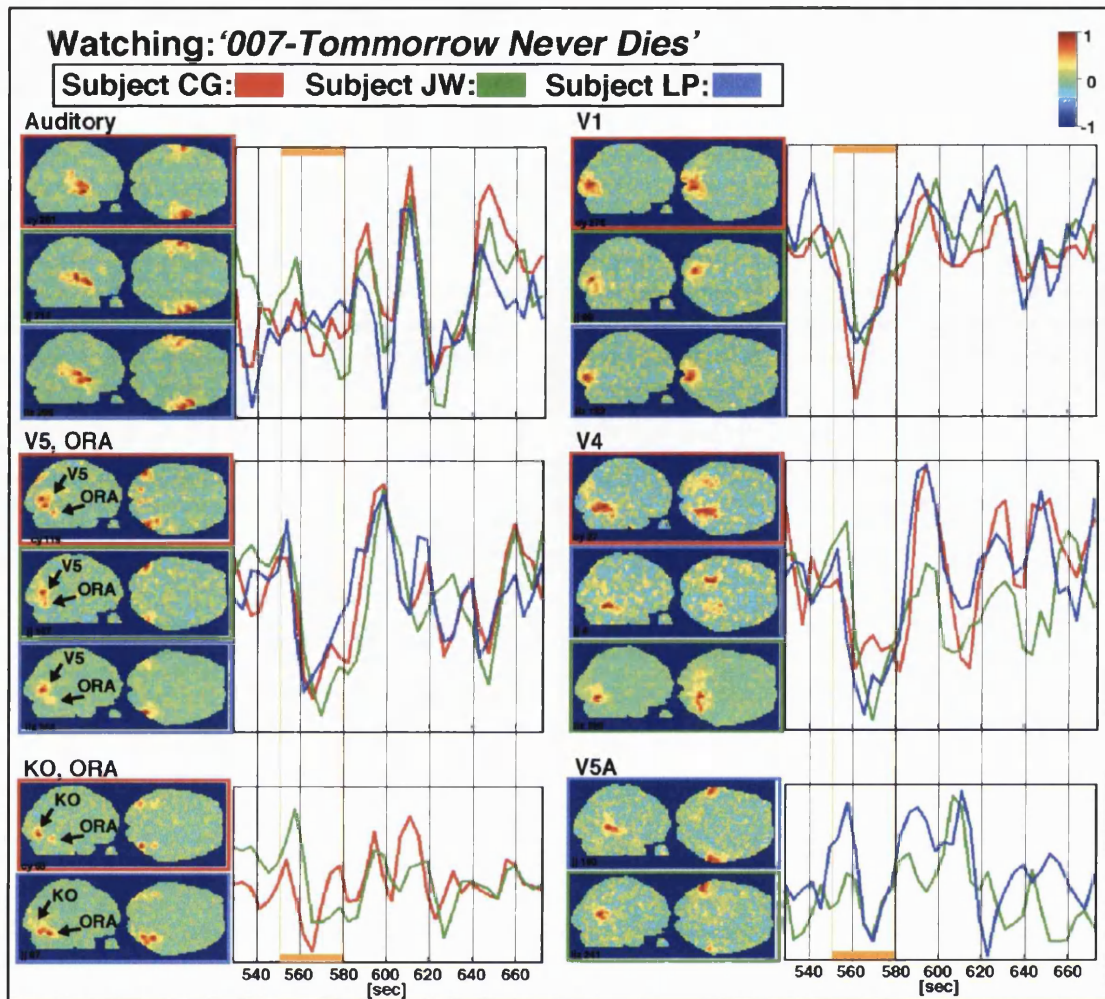 Watching: '007-Tommorrow Never Dies'
Subject CG: Subject JW: Subject LP:
1
0
-1
Auditory
V1
V5, ORA
V5
ORA
V5
ORA
V5
ORA
V4
KO, ORA
KO
ORA
KO
ORA
V5A
540 560 580 600 620 640 660
[sec]
540 560 580 600 620 640 660
[sec]